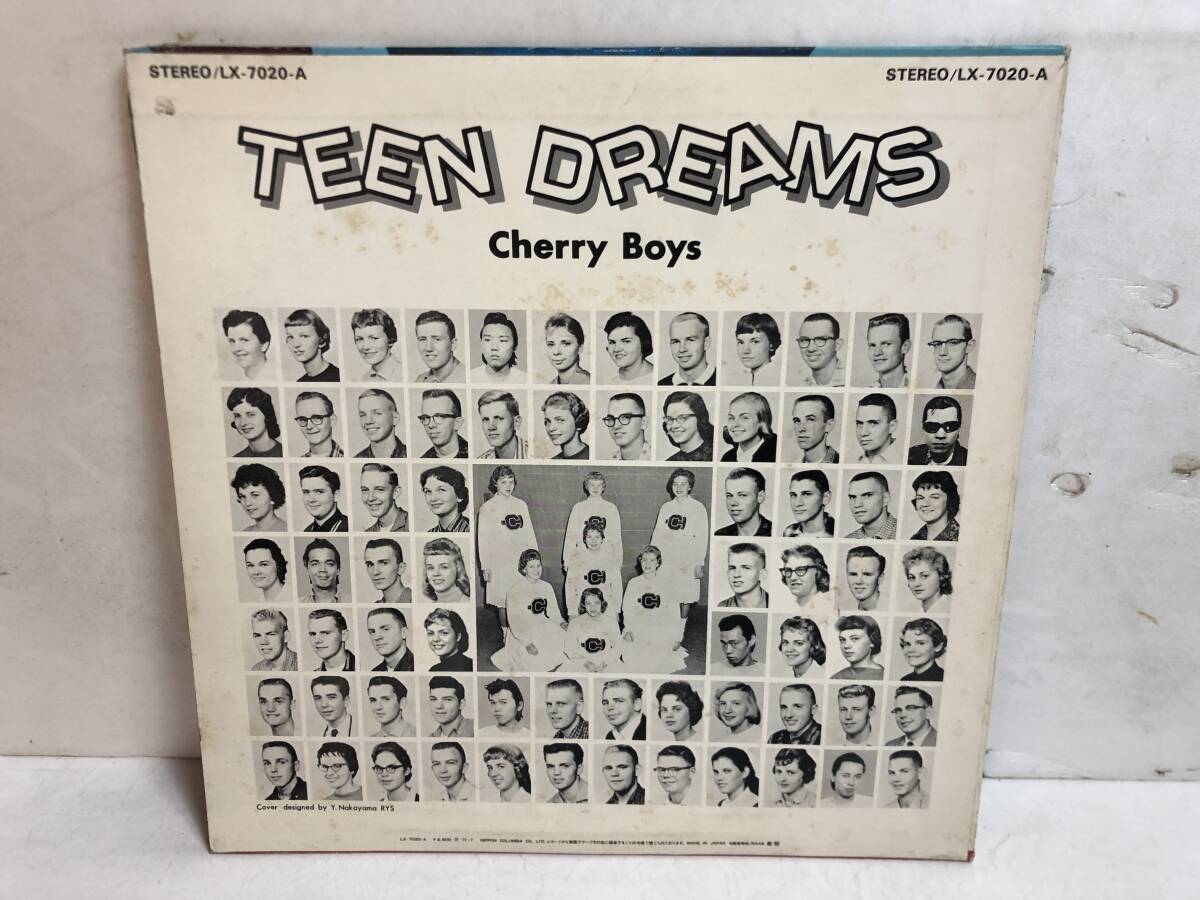 STEREO/LX-7020-A
STEREO/LX-7020-A
TEEN DREAMS
Cherry Boys
C
C
C
C
C
C
C
Cover designed by Y. Nakayama RYS
LX-7020-A NIPPON COLUMBIA CO., LTD. MADE IN JAPAN